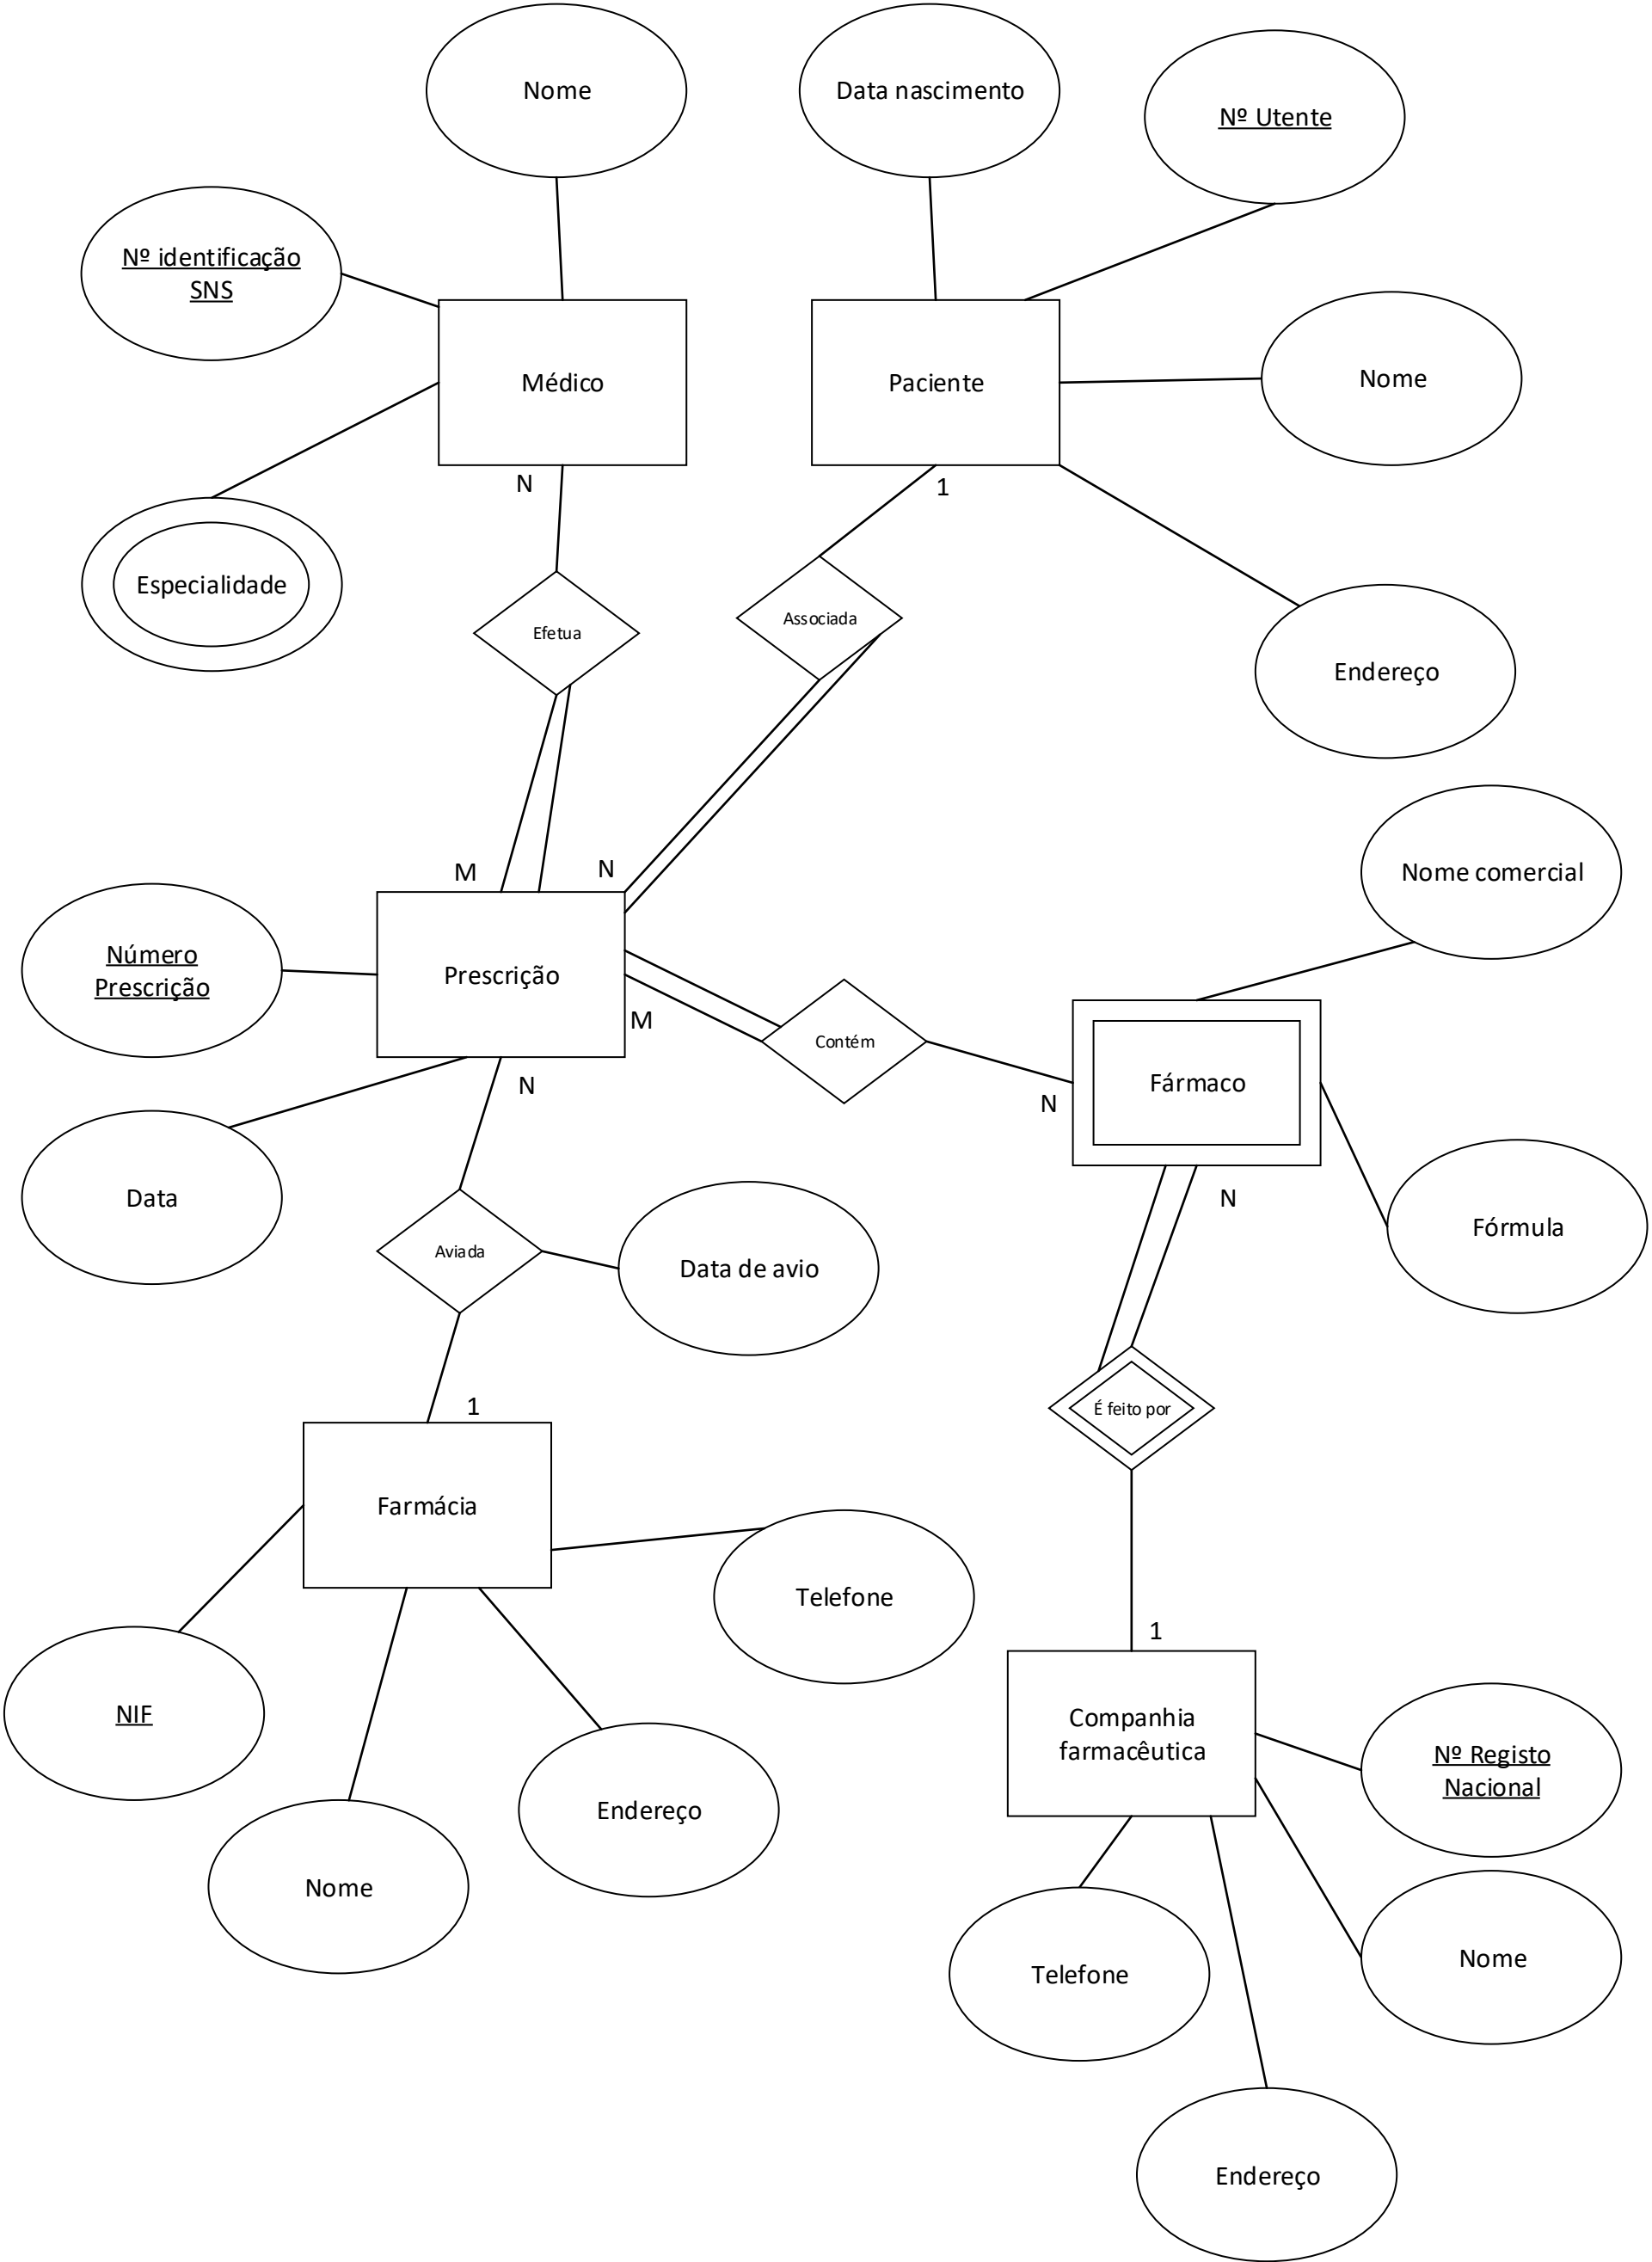 Nome
Data nascimento
Nº Utente
Nº identificação
SNS
Médico
Paciente
Nome
N
1
Especialidade
Efetua
Associada
Endereço
M
N
Nome comercial
Número
Prescrição
Prescrição
M
Contém
Fármaco
N
N
Data
N
Fórmula
Aviada
Data de avio
1
É feito por
Farmácia
Telefone
1
NIF
Companhia
farmacêutica
Nº Registo
Nacional
Endereço
Nome
Telefone
Nome
Endereço